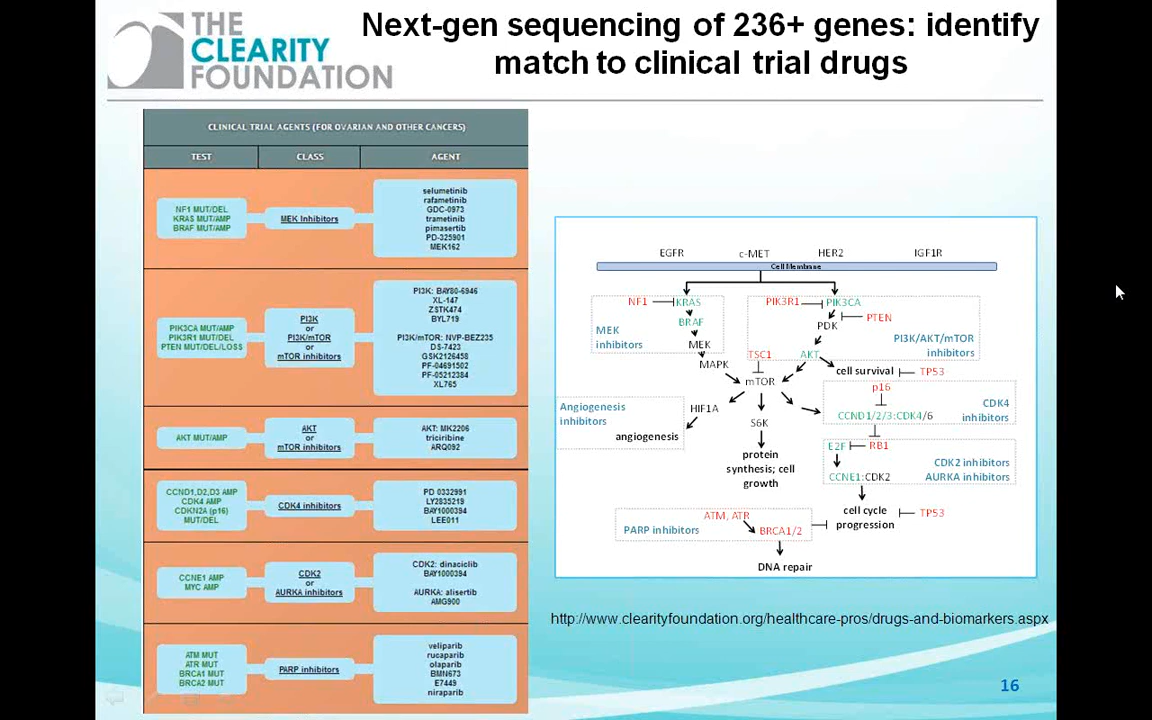 THE
CLEARITY
FOUNDATION
Next-gen sequencing of 236+ genes: identify
match to clinical trial drugs
CLINICAL TRIAL AGENTS (FOR OVARIAN AND OTHER CANCERS)
TEST CLASS AGENT
NF1 MUT/DEL
KRAS MUT/AMP
BRAF MUT/AMP
MEK Inhibitors
selumetinib
rafametinib
GDC-0973
trametinib
pimasertib
PD-325901
MEK162
PIK3CA MUT/AMP
PIK3R1 MUT/DEL
PTEN MUT/DEL/LOSS
PI3K
or
PI3K/mTOR
or
mTOR inhibitors
PI3K: BAY80-6946
XL-147
ZSTK474
BYL719
PI3K/mTOR: NVP-BEZ235
DS-7423
GSK2126458
PF-04691502
PF-05212384
XL765
AKT MUT/AMP
AKT
or
mTOR inhibitors
AKT: MK2206
triciribine
ARQ092
CCND1,D2,D3 AMP
CDK4 AMP
CDKN2A (p16)
MUT/DEL
CDK4 inhibitors
PD 0332991
LY2835219
BAY1000394
LEE011
CCNE1 AMP
MYC AMP
CDK2
or
AURKA inhibitors
CDK2: dinaciclib
BAY1000394
AURKA: alisertib
AMG900
ATM MUT
ATR MUT
BRCA1 MUT
BRCA2 MUT
PARP inhibitors
veliparib
rucaparib
olaparib
BMN673
E7449
niraparib
EGFR c-MET HER2 IGF1R
Cell Membrane
NF1 KRAS PIK3R1 PIK3CA
PTEN
BRAF PDK
MEK
inhibitors
MEK
PI3K/AKT/mTOR
inhibitors
TSC1 AKT
MAPK
cell survival TP53
mTOR
p16
HIF1A
Angiogenesis
inhibitors
angiogenesis
CCND1/2/3:CDK4/6
CDK4
inhibitors
S6K
E2F RB1
protein
synthesis; cell
growth
CDK2 inhibitors
AURKA inhibitors
CCNE1:CDK2
cell cycle
progression
TP53
ATM, ATR
PARP inhibitors
BRCA1/2
DNA repair
http://www.clearityfoundation.org/healthcare-pros/drugs-and-biomarkers.aspx
16